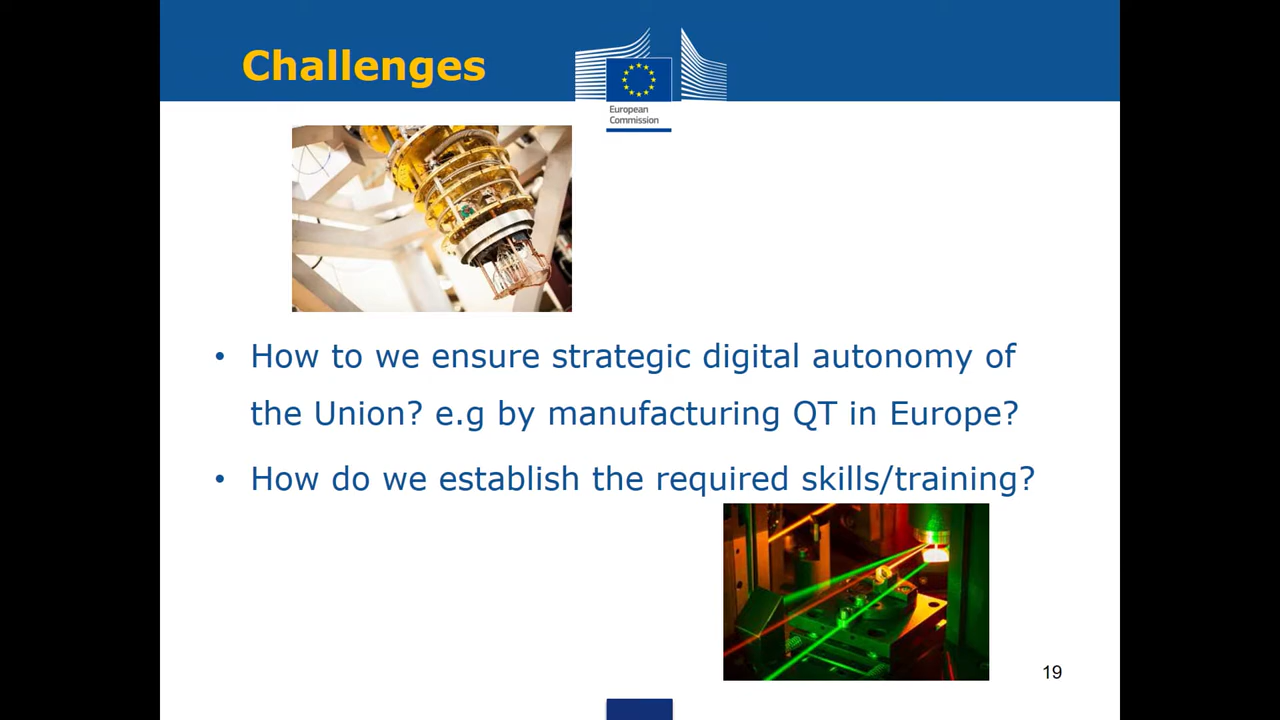 Challenges
European
Commission
• How to we ensure strategic digital autonomy of
the Union? e.g by manufacturing QT in Europe?
• How do we establish the required skills/training?
19